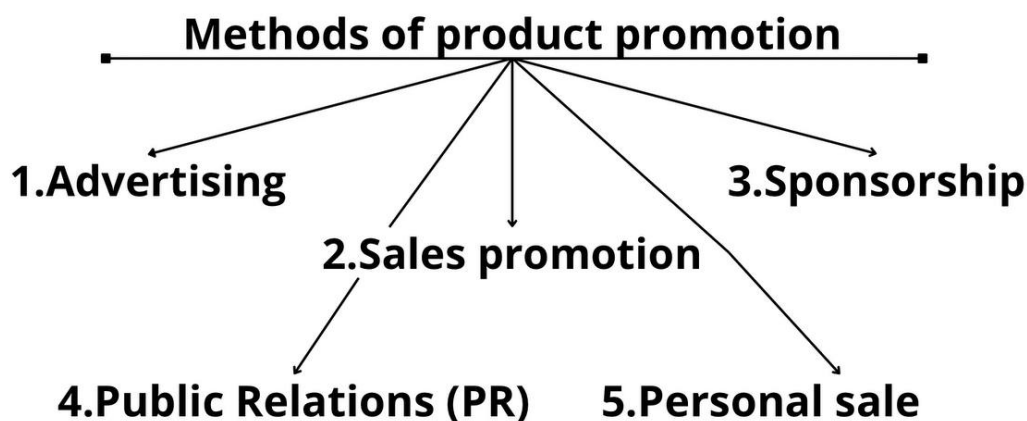 Methods of product promotion
1.Advertising
3.Sponsorship
2.Sales promotion
4.Public Relations (PR)
5.Personal sale